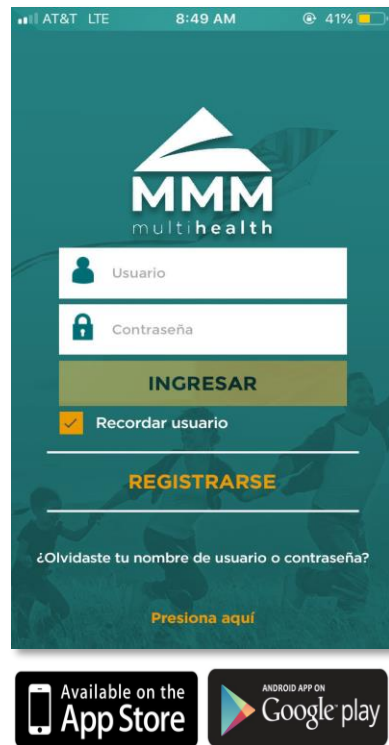 AT&T LTE 8:49 AM 41%
MMM
multihealth
Usuario
Contraseña
INGRESAR
Recordar usuario
REGISTRARSE
¿Olvidaste tu nombre de usuario o contraseña?
Presiona aquí
Available on the
App Store
ANDROID APP ON
Google play